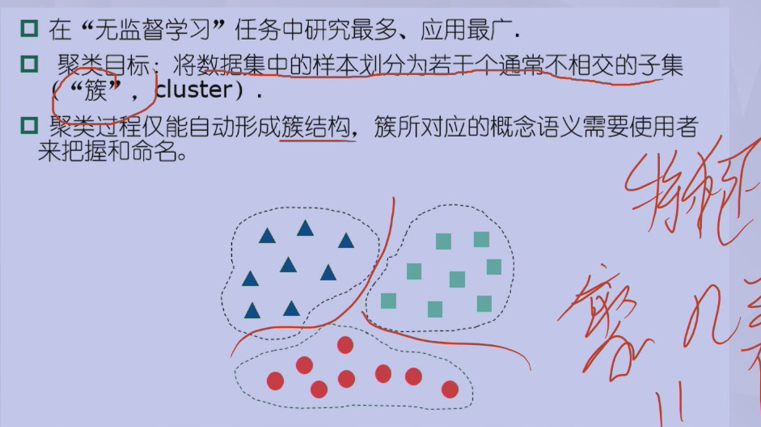 在“无监督学习”任务中研究最多、应用最广.
聚类目标：将数据集中的样本划分为若干个通常不相交的子集
（“簇”，cluster）.
聚类过程仅能自动形成簇结构，簇所对应的概念语义需要使用者
来把握和命名。